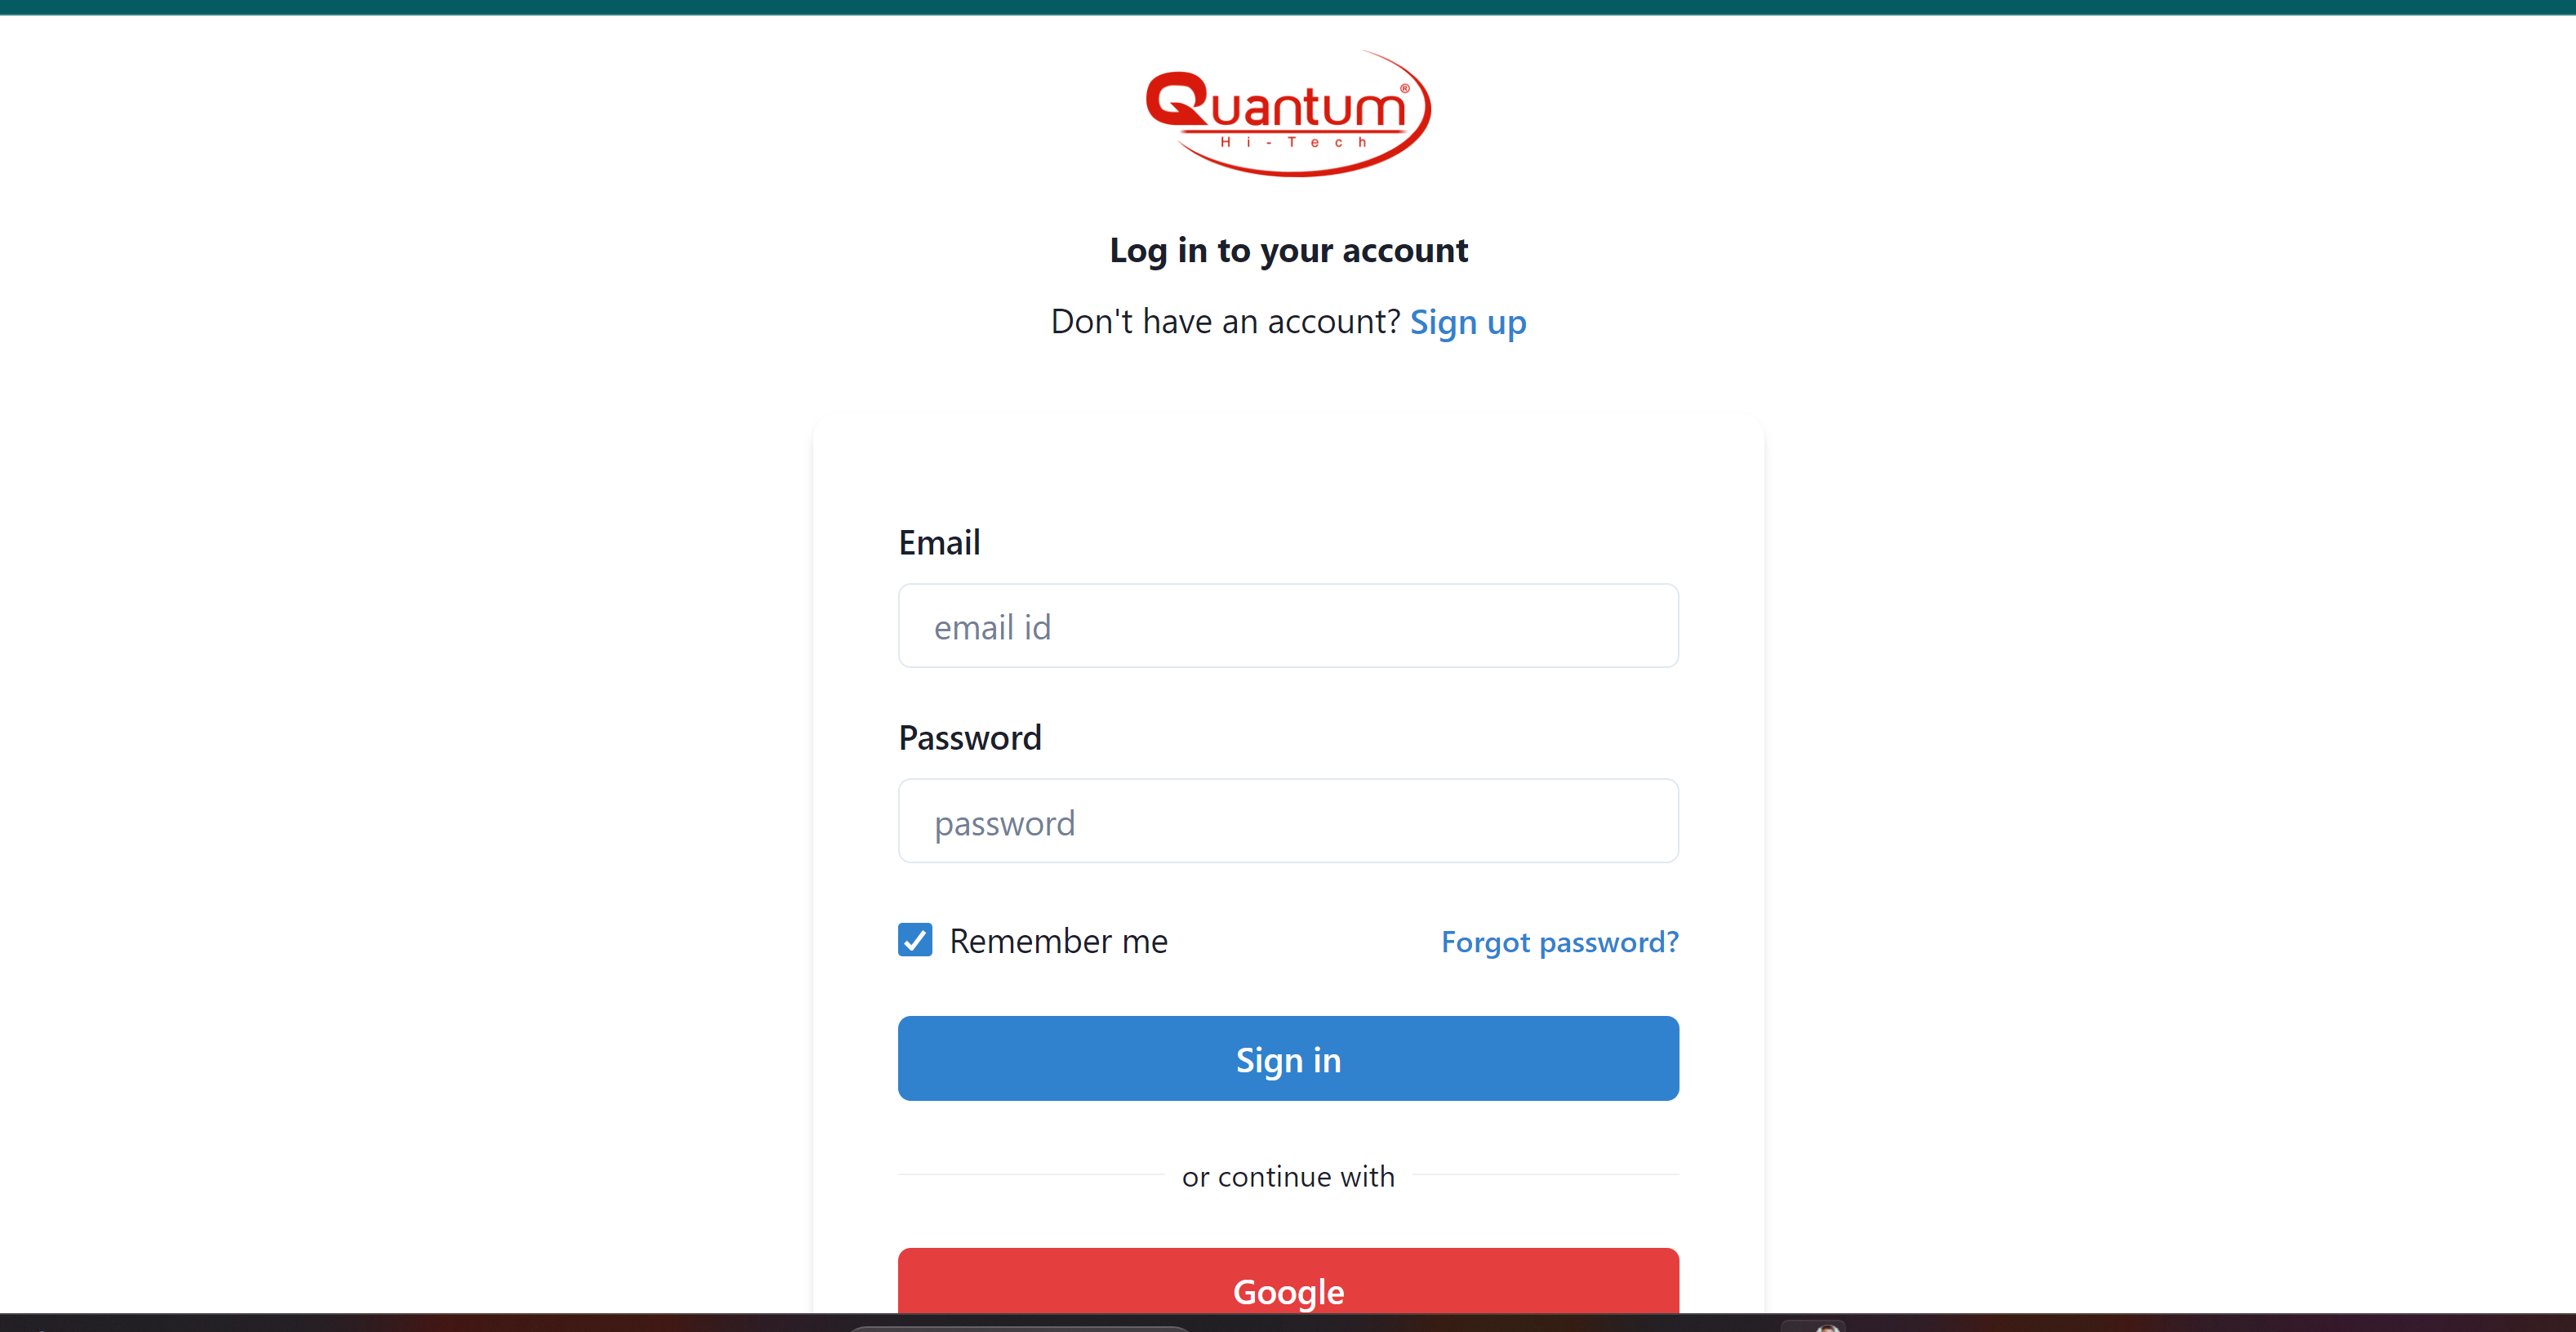 Quantum®
Hi-Tech
Log in to your account
Don't have an account? Sign up
Email
email id
Password
password
Remember me Forgot password?
Sign in
or continue with
Google